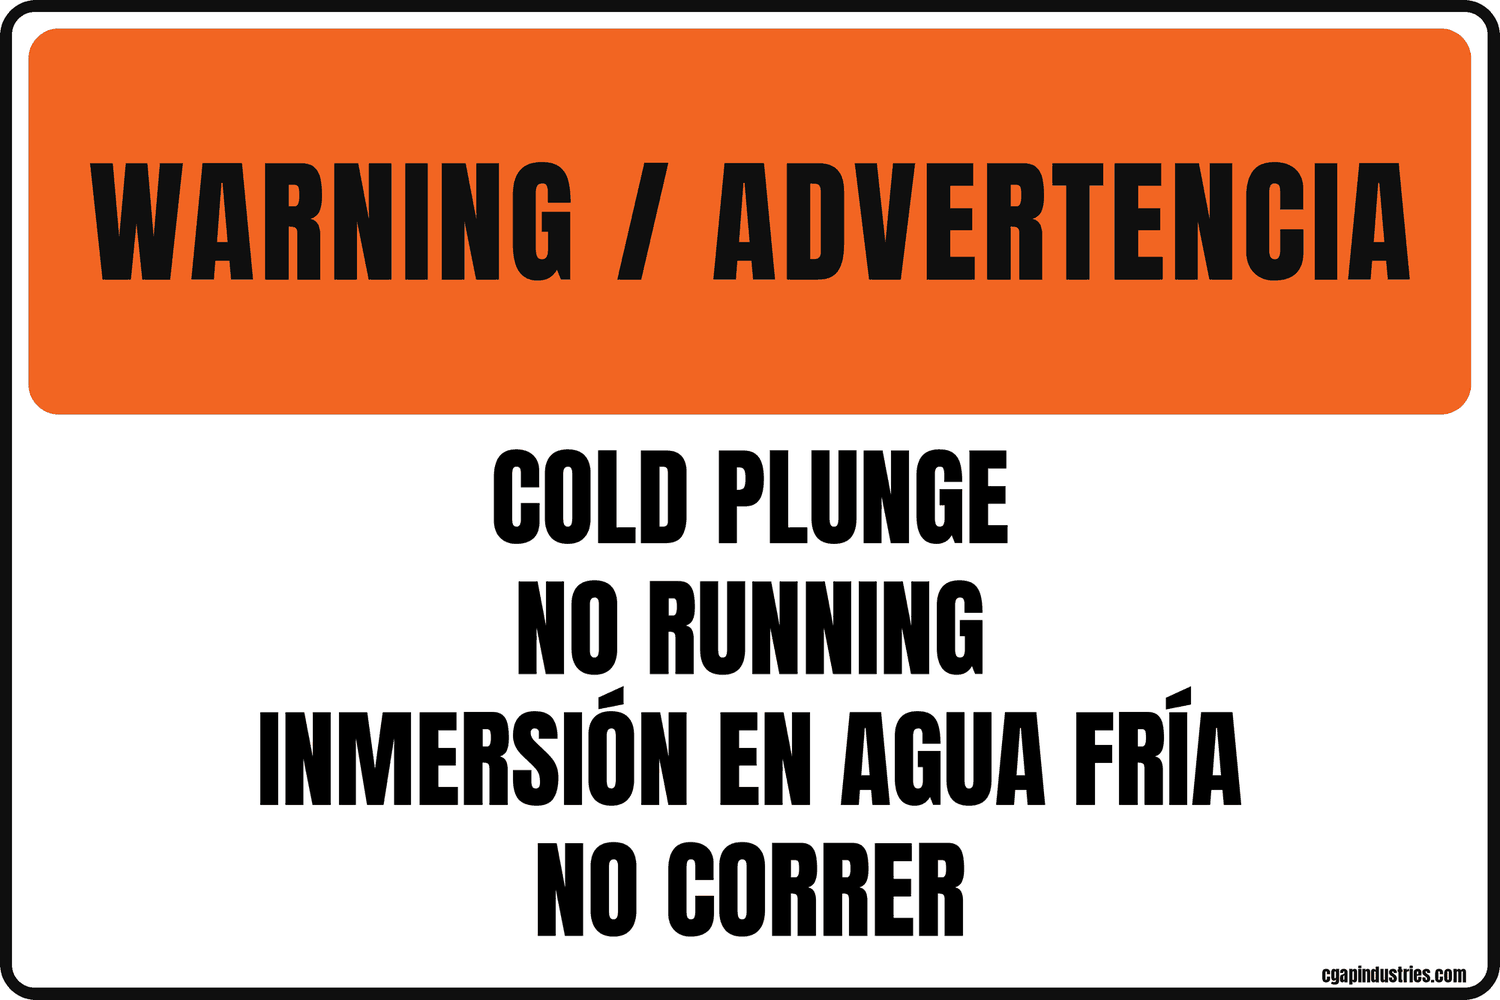 WARNING / ADVERTENCIA
COLD PLUNGE
NO RUNNING
INMERSIÓN EN AGUA FRÍA
NO CORRER
cgapindustries.com